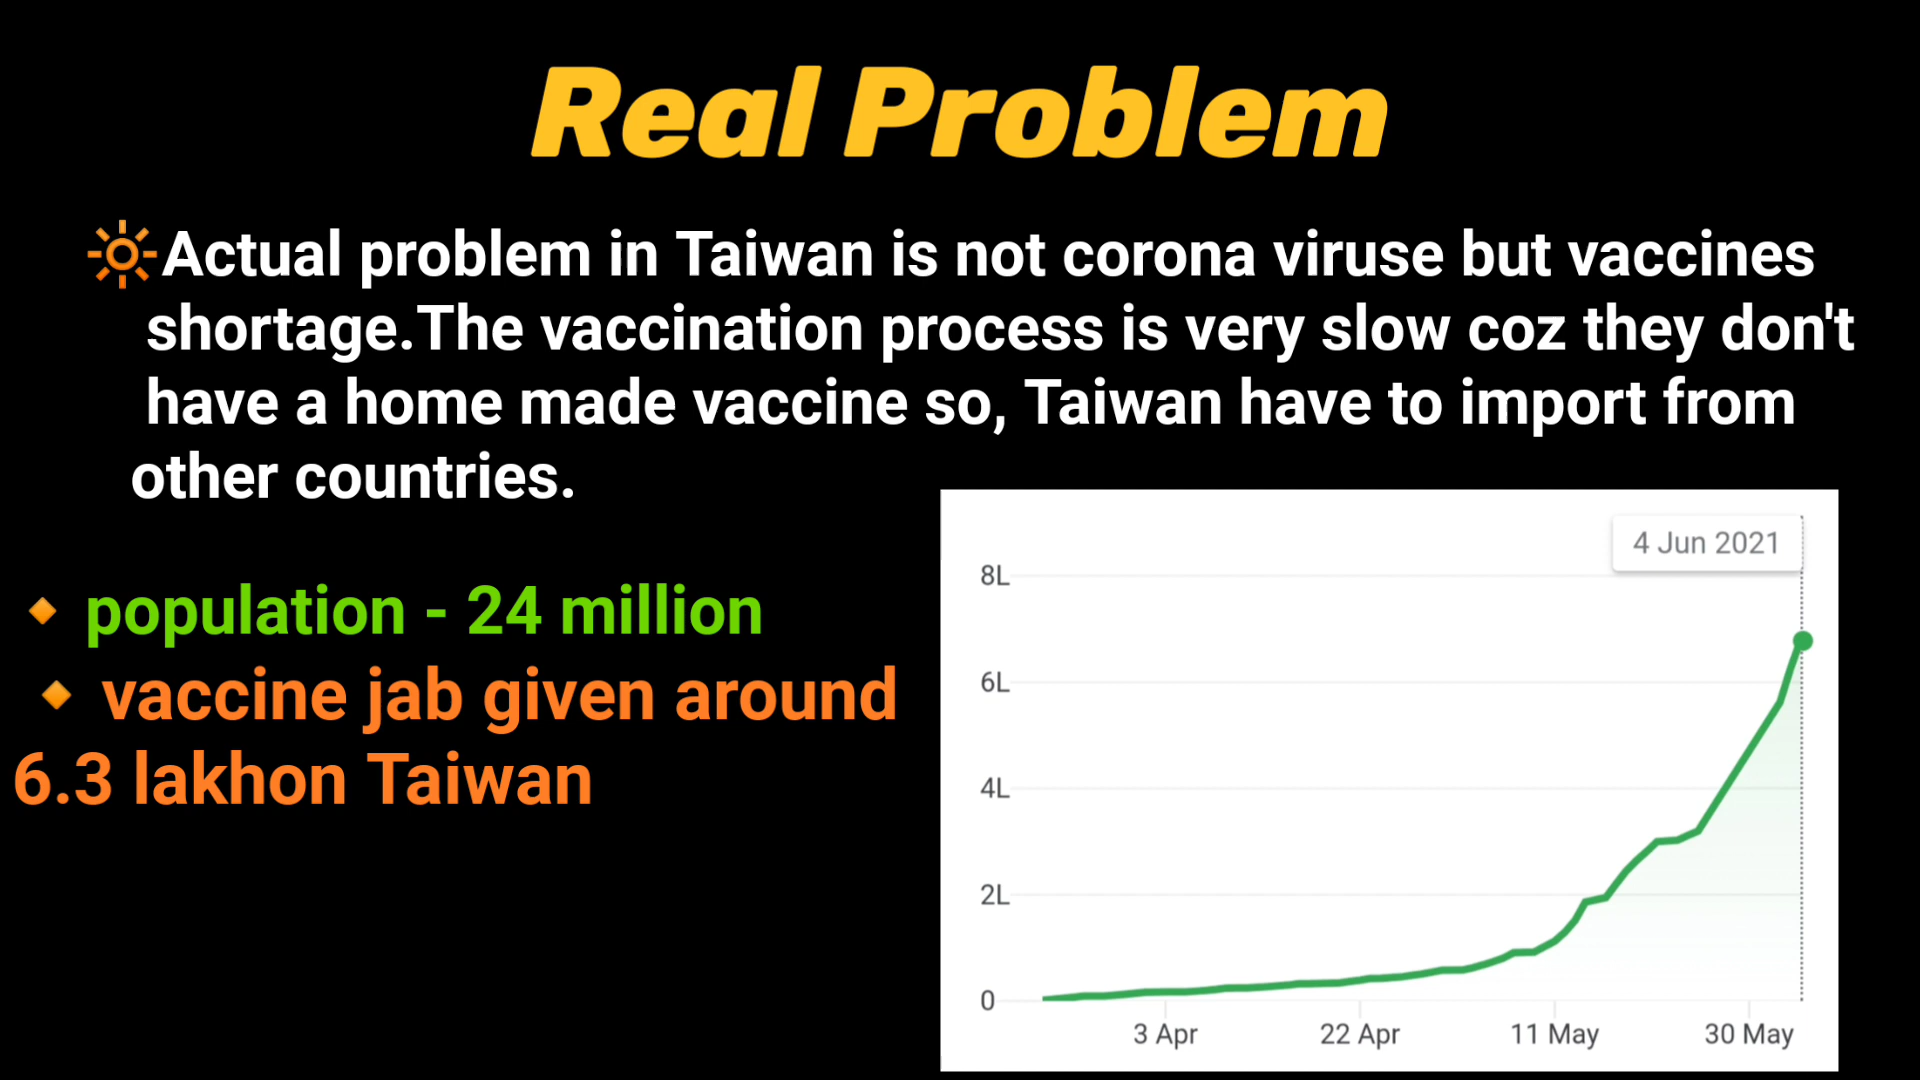 Real Problem
Actual problem in Taiwan is not corona viruse but vaccines
shortage.The vaccination process is very slow coz they don't
have a home made vaccine so, Taiwan have to import from
other countries.
population - 24 million
vaccine jab given around
6.3 lakhon Taiwan
4 Jun 2021
8L
6L
4L
2L
0
3 Apr 22 Apr 11 May 30 May